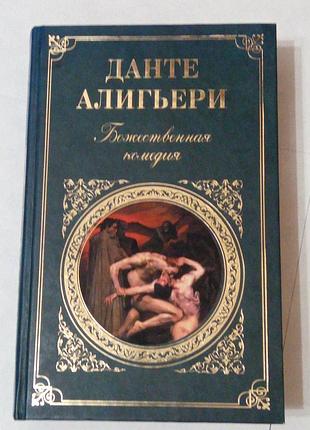 ДАНТЕ
АЛИГЬЕРИ
Божественная
комедия